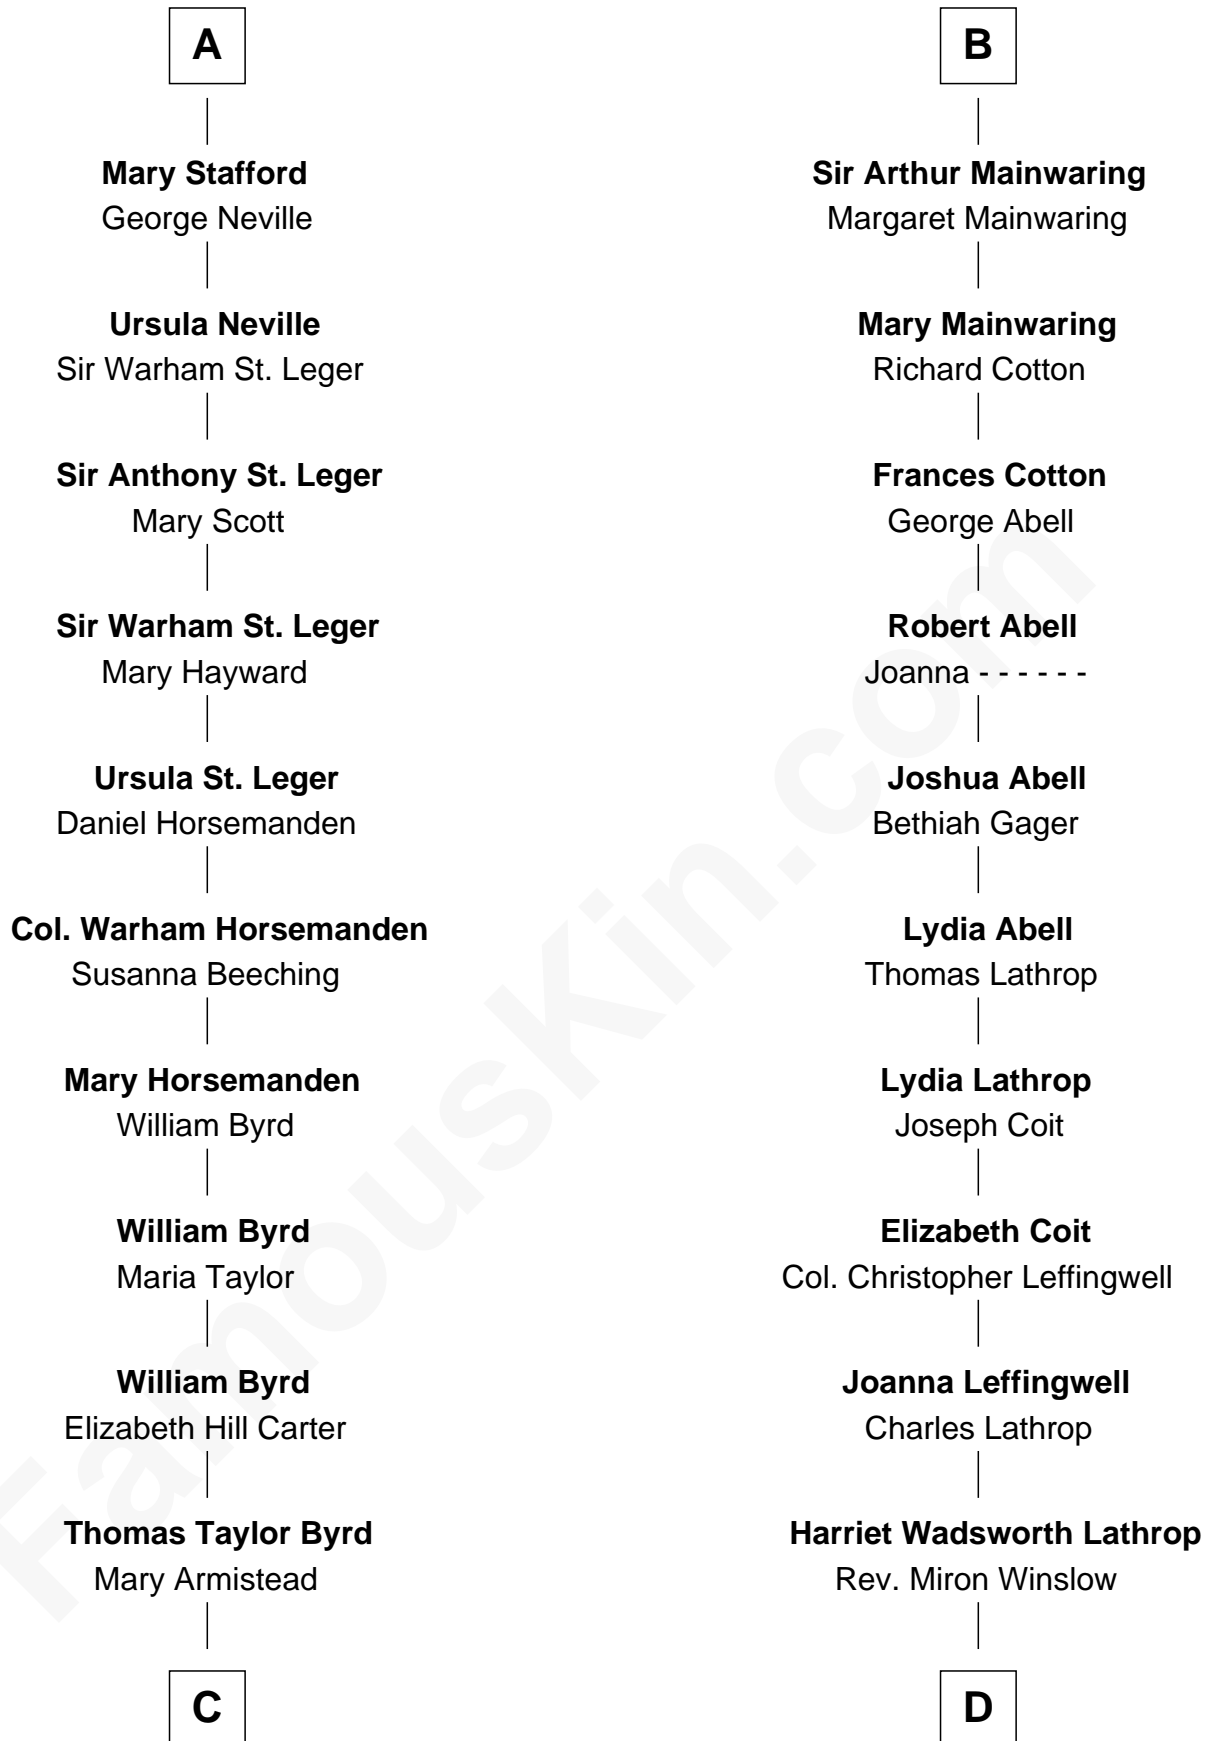 A
Mary Stafford
George Neville
Ursula Neville
Sir Warham St. Leger
Sir Anthony St. Leger
Mary Scott
Sir Warham St. Leger
Mary Hayward
Ursula St. Leger
Daniel Horsemanden
Col. Warham Horsemanden
Susanna Beeching
Mary Horsemanden
William Byrd
William Byrd
Maria Taylor
William Byrd
Elizabeth Hill Carter
Thomas Taylor Byrd
Mary Armistead
C
B
Sir Arthur Mainwaring
Margaret Mainwaring
Mary Mainwaring
Richard Cotton
Frances Cotton
George Abell
Robert Abell
Joanna - - - - - -
Joshua Abell
Bethiah Gager
Lydia Abell
Thomas Lathrop
Lydia Lathrop
Joseph Coit
Elizabeth Coit
Col. Christopher Leffingwell
Joanna Leffingwell
Charles Lathrop
Harriet Wadsworth Lathrop
Rev. Miron Winslow
D
FamousKin.com